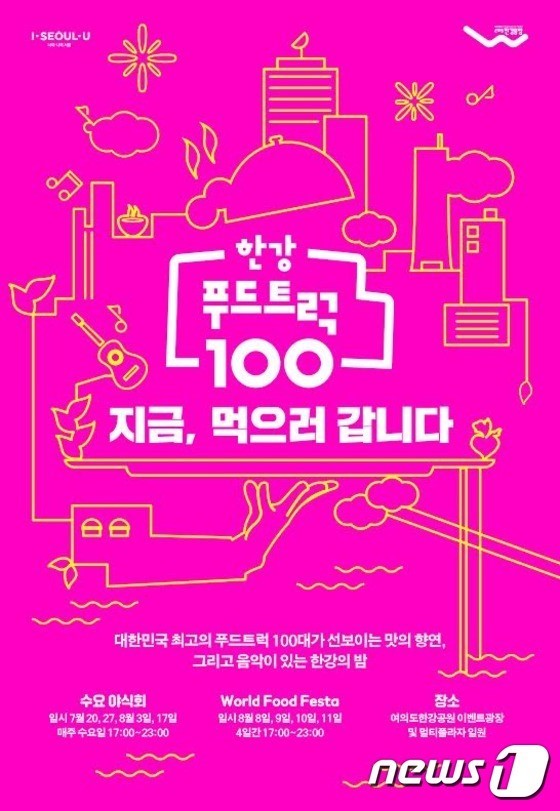 I·SEOUL·U
한강
푸드트럭
100
지금, 먹으러 갑니다
대한민국 최고의 푸드트럭 100대가 선보이는 맛의 향연,
그리고 음악이 있는 한강의 밤
수요 야식회
일시 7월 20, 27, 8월 3일, 17일
매주 수요일 17:00~23:00
World Food Festa
일시 8월 8일, 9일, 10일, 11일
4일간 17:00~23:00
장소
여의도한강공원 이벤트광장
및 멀티플라자 일원
news1